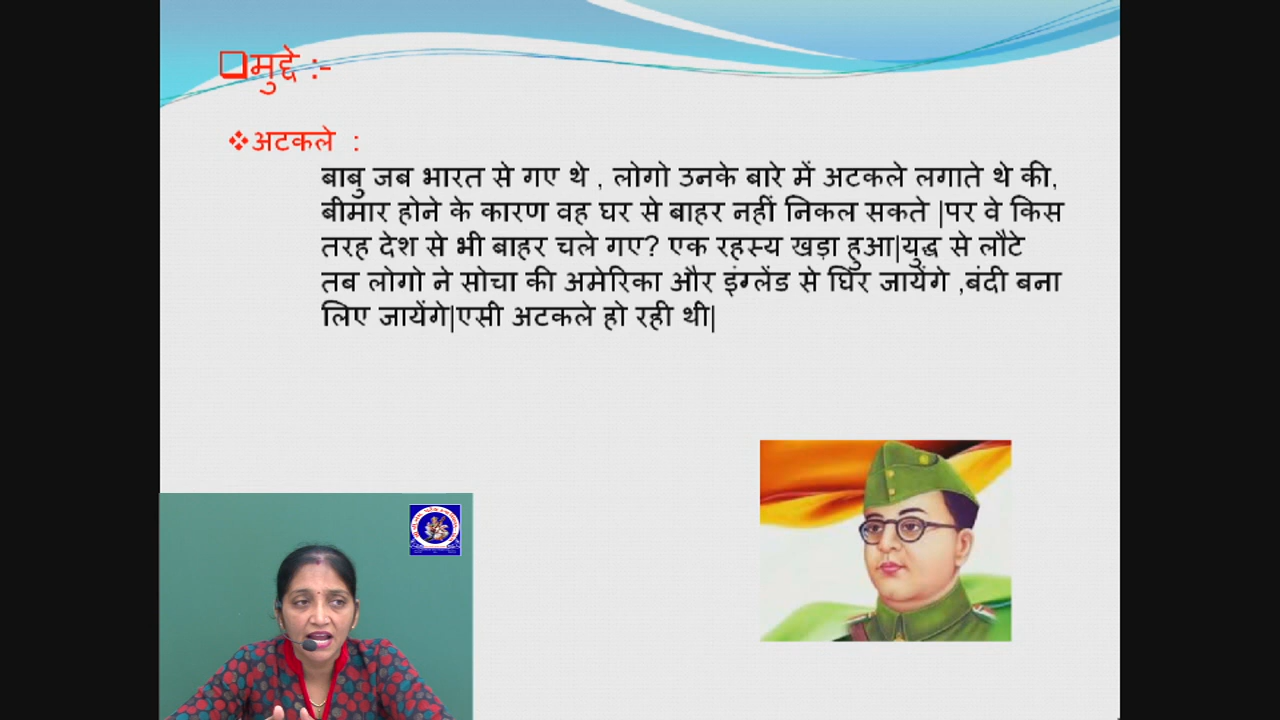 मुद्दे :-
अटकले :
बाबु जब भारत से गए थे , लोगो उनके बारे में अटकले लगाते थे की,
बीमार होने के कारण वह घर से बाहर नहीं निकल सकते |पर वे किस
तरह देश से भी बाहर चले गए? एक रहस्य खड़ा हुआ|युद्ध से लौटे
तब लोगो ने सोचा की अमेरिका और इंग्लेंड से घिर जायेंगे ,बंदी बना
लिए जायेंगे|एसी अटकले हो रही थी|